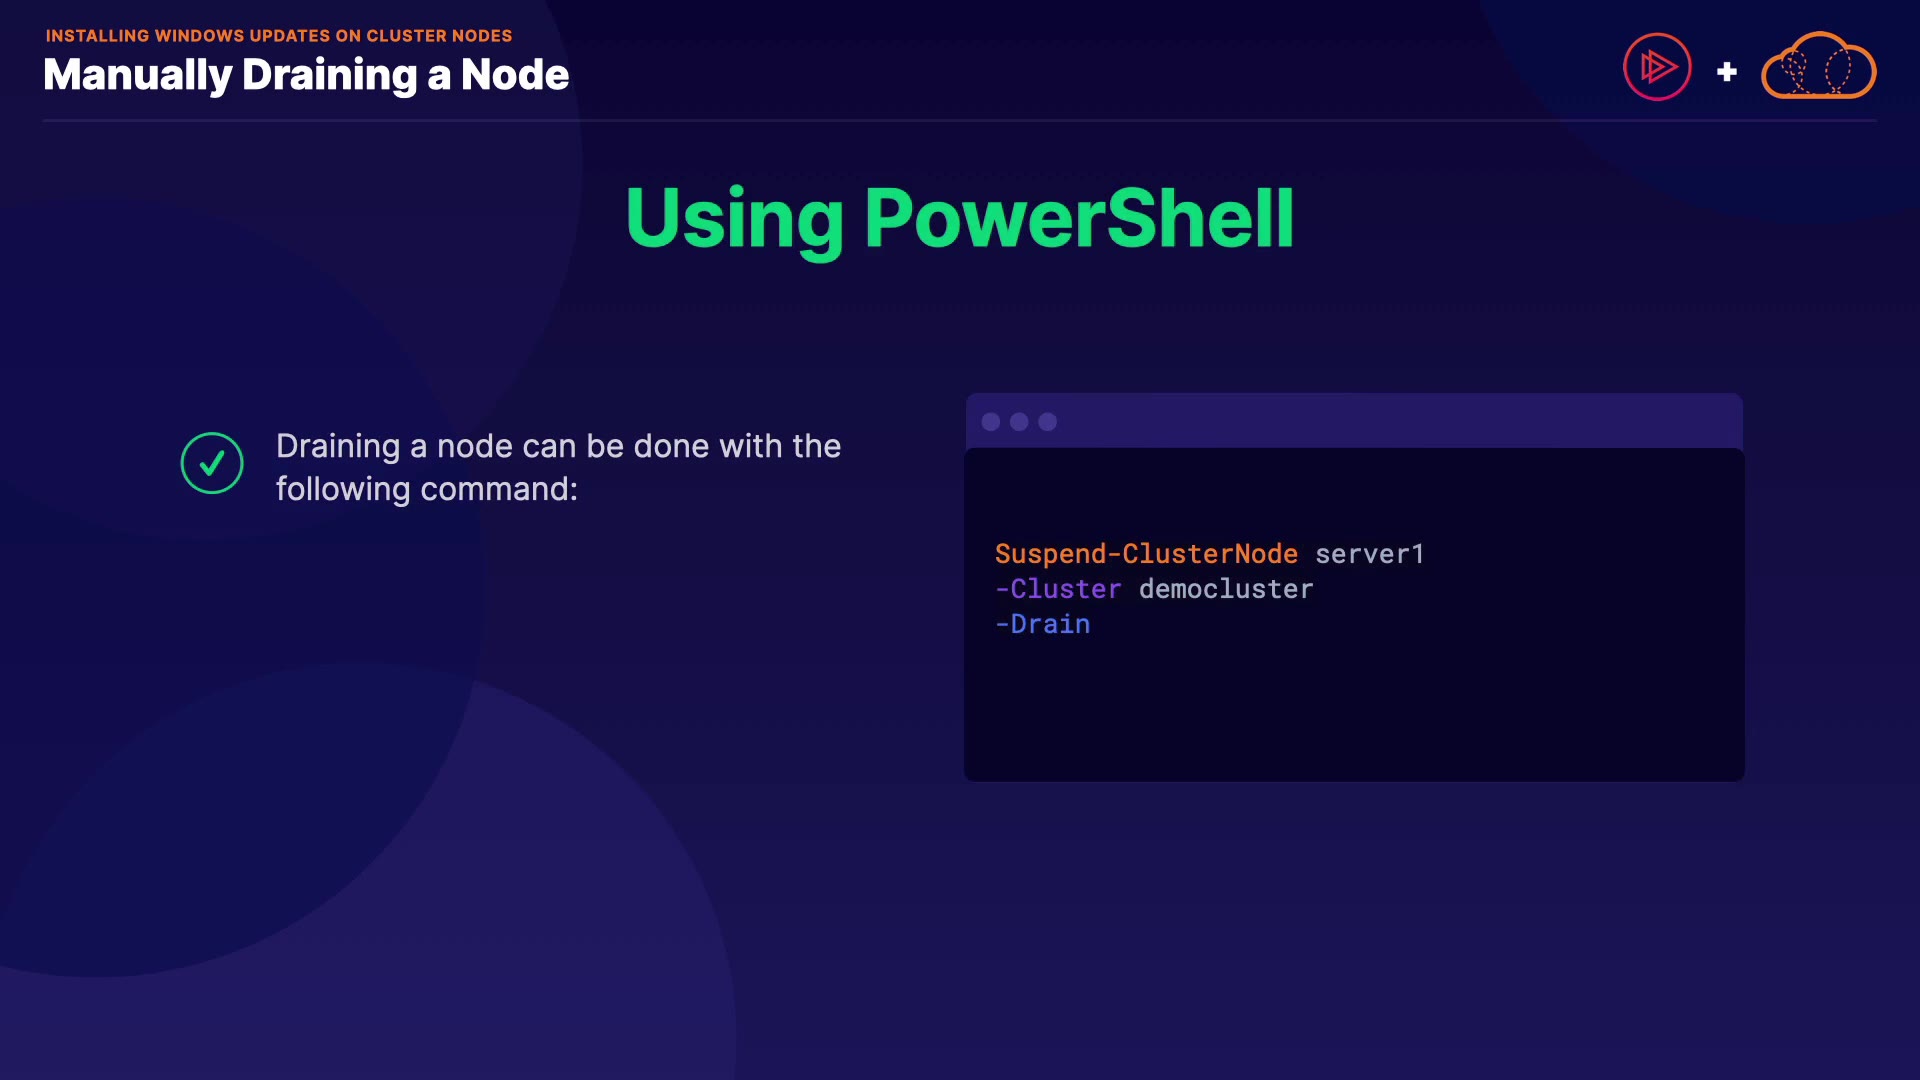 INSTALLING WINDOWS UPDATES ON CLUSTER NODES
Manually Draining a Node
+
Using PowerShell
Draining a node can be done with the
following command:
Suspend-ClusterNode server1
-Cluster democluster
-Drain